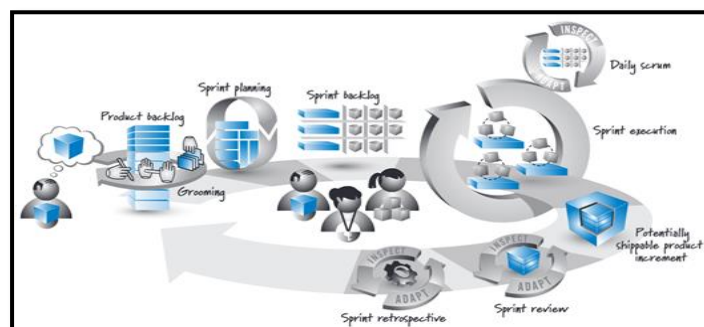 INSPECT
ADAPT
Daily scrum
Sprint planning
Sprint backlog
Product backlog
Sprint execution
Grooming
Potentially
shippable product
increment
INSPECT
ADAPT
Sprint review
INSPECT
ADAPT
Sprint retrospective